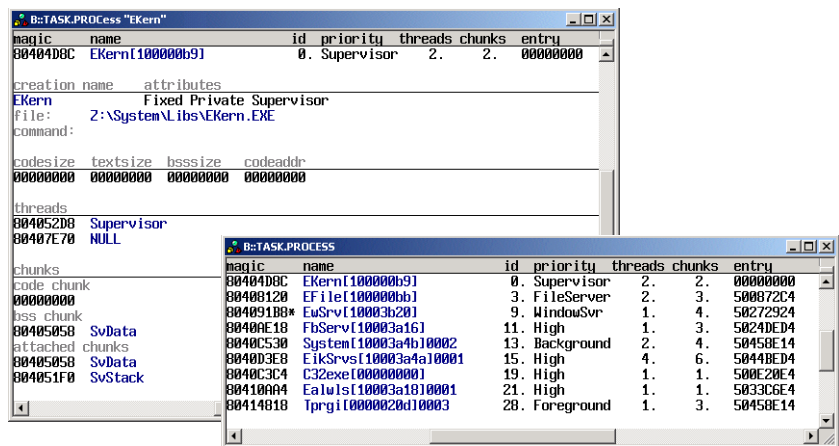 B::TASK.PROCess "EKern"
magic name id priority threads chunks entry
80404D8C EKern[100000b9] 0. Supervisor 2. 2. 00000000
creation name attributes
EKern Fixed Private Supervisor
file: Z:\System\Libs\EKern.EXE
command:
codesize textsize bsssize codeaddr
00000000 00000000 00000000 00000000
threads
804052D8 Supervisor
80407E70 NULL
chunks
code chunk
00000000
bss chunk
80405058 SvData
attached chunks
80405058 SvData
804051F0 SvStack
B::TASK.PROCESS
magic name id priority threads chunks entry
80404D8C EKern[100000b9] 0. Supervisor 2. 2. 00000000
80408120 EFile[100000bb] 3. FileServer 2. 3. 500872C4
804091B8* EwSrv[10003b20] 9. WindowSvr 1. 4. 50272924
8040AE18 FbServ[10003a16] 11. High 1. 3. 5024DED4
8040C530 System[10003a4b]0002 13. Background 2. 4. 50458E14
8040D3E8 EikSrvs[10003a4a]0001 15. High 4. 6. 5044BED4
8040C3C4 C32exe[00000000] 19. High 1. 1. 500E20E4
80410AA4 Ealwls[10003a18]0001 21. High 1. 1. 5033C6E4
80414818 Tprgi[0000020d]0003 28. Foreground 1. 3. 50458E14